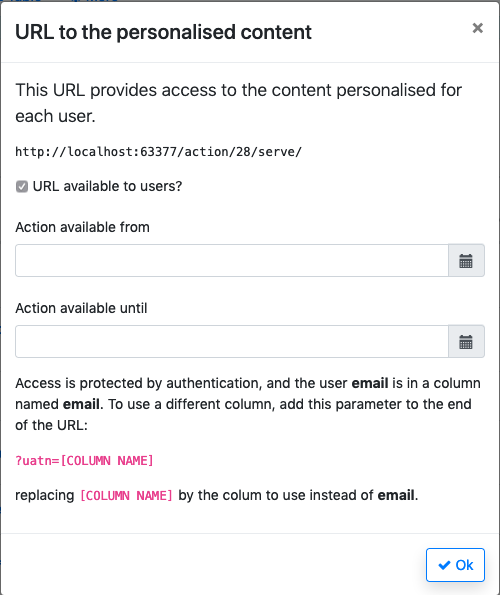 URL to the personalised content
×
This URL provides access to the content personalised for
each user.
http://localhost:63377/action/28/serve/
URL available to users?
Action available from
Action available until
Access is protected by authentication, and the user email is in a column
named email. To use a different column, add this parameter to the end
of the URL:
?uatn=[COLUMN NAME]
replacing [COLUMN NAME] by the colum to use instead of email.
Ok